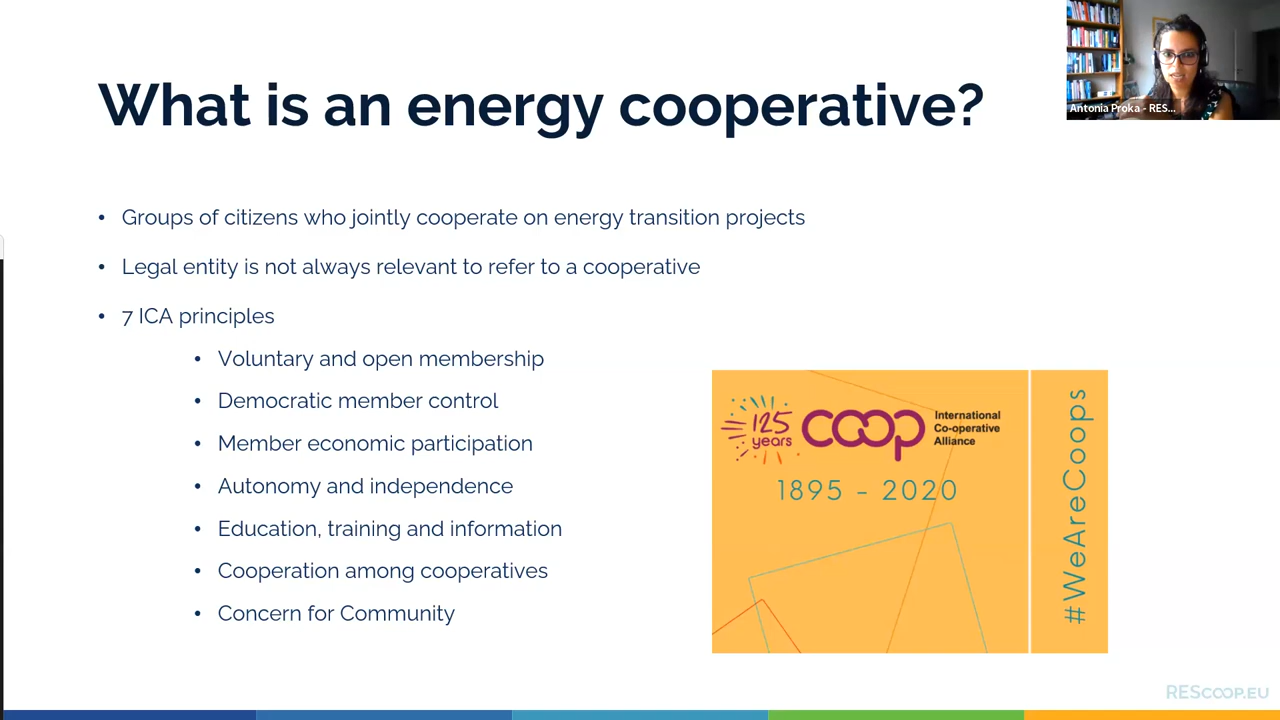 What is an energy cooperative?
Antonia Proka - RES...
• Groups of citizens who jointly cooperate on energy transition projects
• Legal entity is not always relevant to refer to a cooperative
• 7 ICA principles
• Voluntary and open membership
• Democratic member control
• Member economic participation
• Autonomy and independence
• Education, training and information
• Cooperation among cooperatives
• Concern for Community
125
years
coop
International
Co-operative
Alliance
1895 - 2020
#WeAreCoops
REScoop.eu